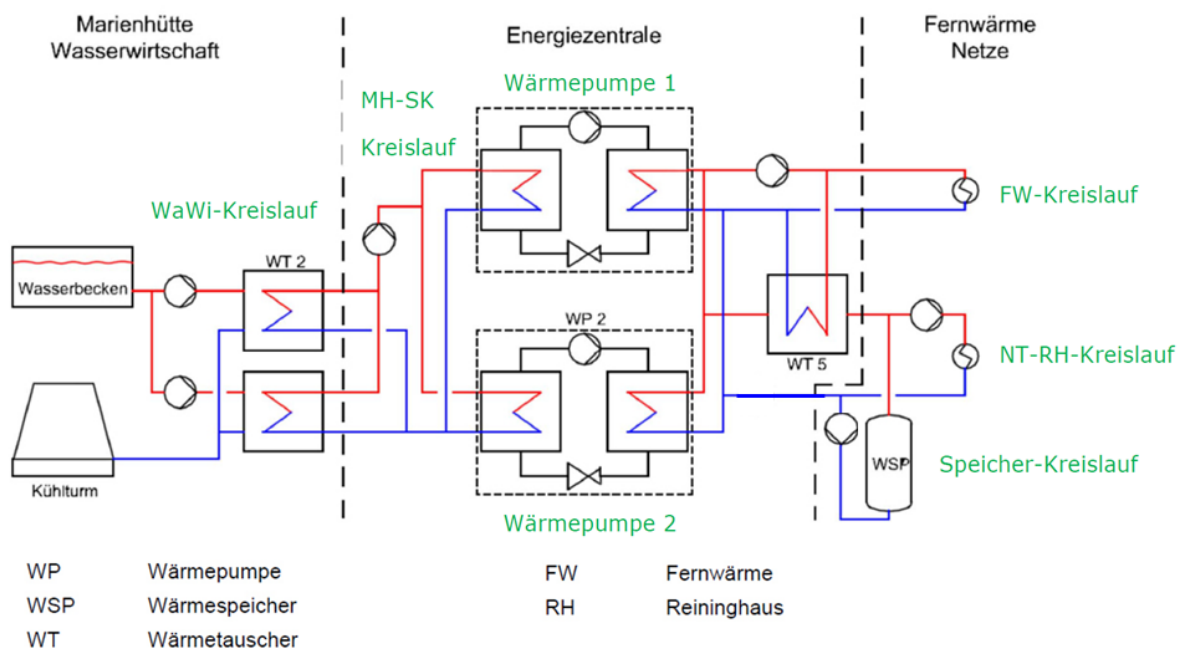 Marienhütte
Wasserwirtschaft
Energiezentrale
Fernwärme
Netze
Wärmepumpe 1
MH-SK
Kreislauf
WaWi-Kreislauf
FW-Kreislauf
WT 2
Wasserbecken
WP 2
WT 5
NT-RH-Kreislauf
WSP
Speicher-Kreislauf
Kühlturm
Wärmepumpe 2
WP Wärmepumpe
WSP Wärmespeicher
WT Wärmetauscher
FW Fernwärme
RH Reininghaus